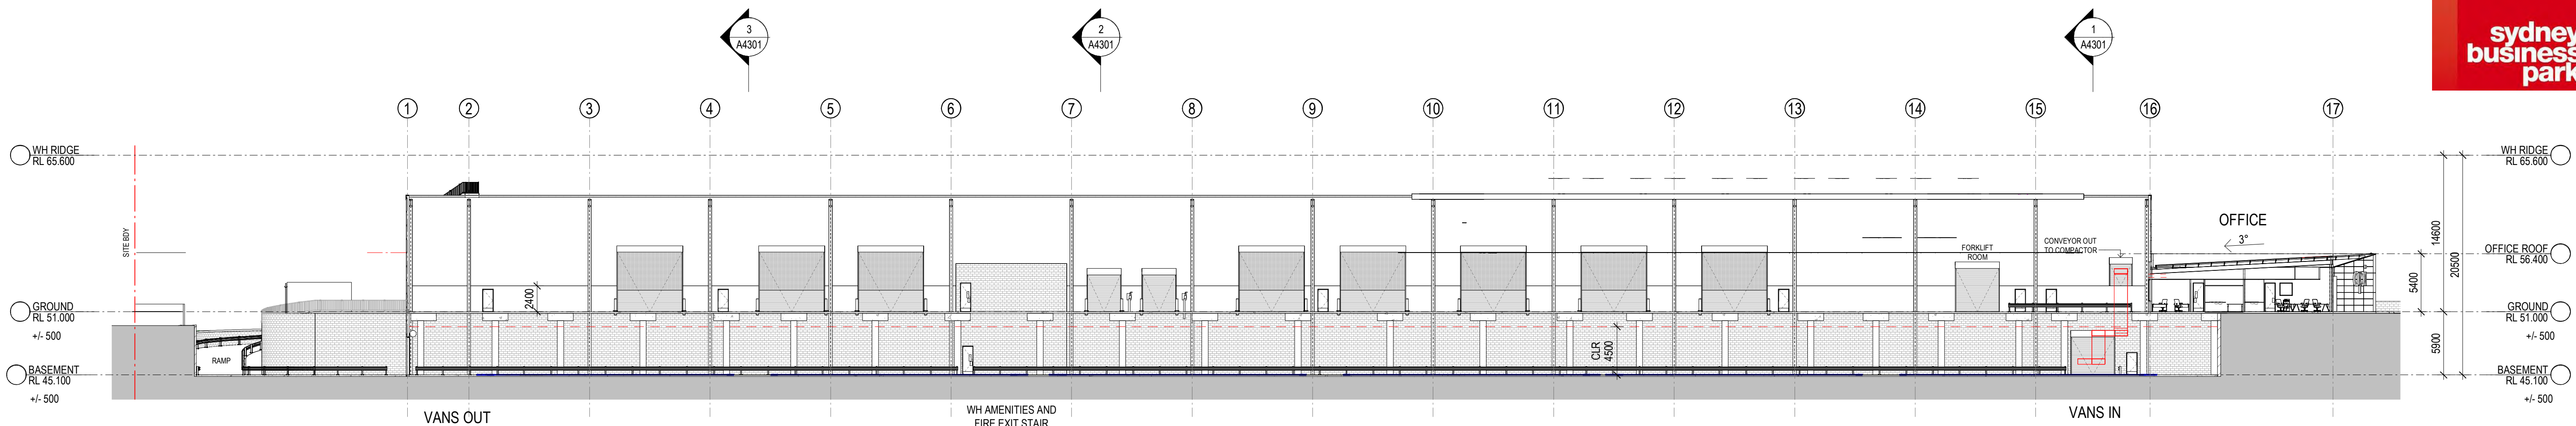 sydney
business
park
3
A4301
2
A4301
1
A4301
1
2
3
4
5
6
7
8
9
10
11
12
13
14
15
16
17
WH RIDGE
RL 65.600
WH RIDGE
RL 65.600
SITE BDY
OFFICE
3°
14600
20500
FORKLIFT
ROOM
CONVEYOR OUT
TO COMPACTOR
OFFICE ROOF
RL 56.400
2400
5400
GROUND
RL 51.000
+/- 500
GROUND
RL 51.000
+/- 500
RAMP
CLR
4500
5900
BASEMENT
RL 45.100
+/- 500
BASEMENT
RL 45.100
+/- 500
VANS OUT
WH AMENITIES AND
FIRE EXIT STAIR
VANS IN